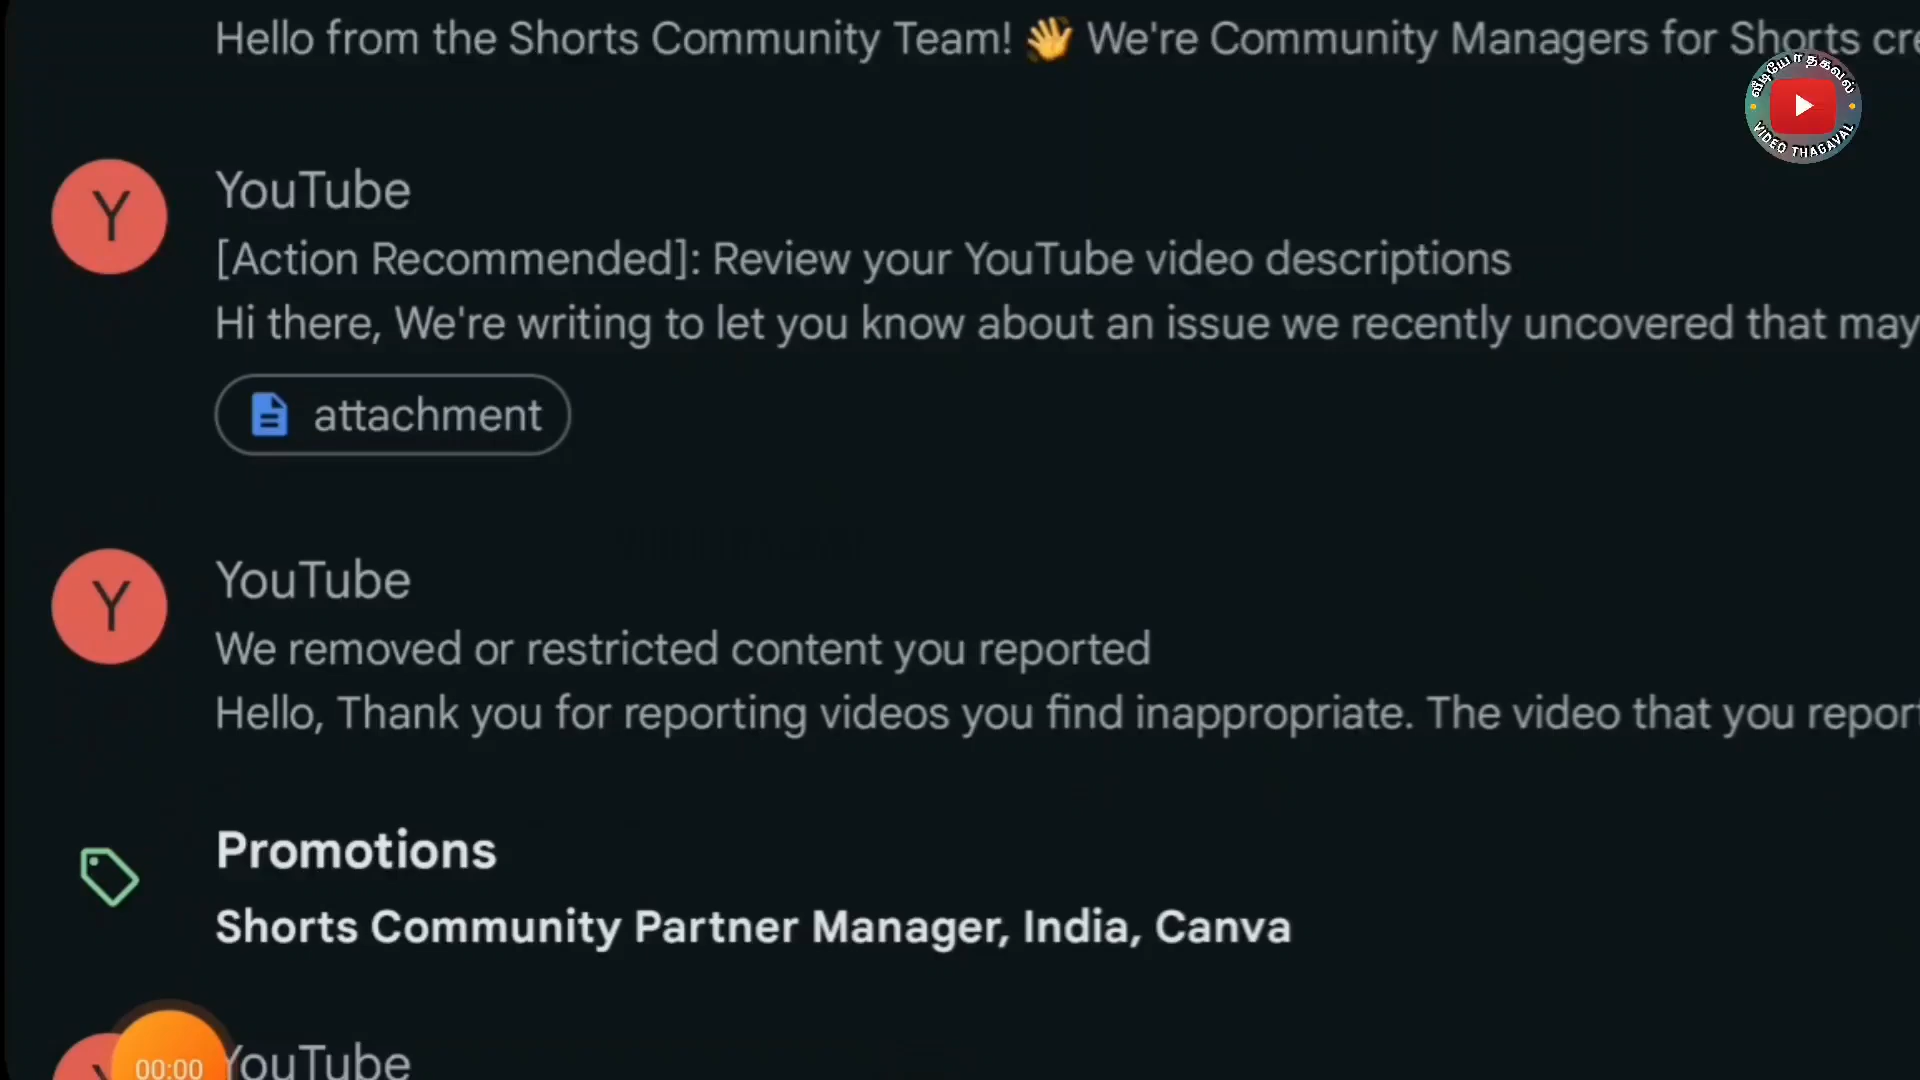 Hello from the Shorts Community Team! 👋 We're Community Managers for Shorts cre
வீடியோ தகவல்
VIDEO THAGAVAL
Y
YouTube
[Action Recommended]: Review your YouTube video descriptions
Hi there, We're writing to let you know about an issue we recently uncovered that may
attachment
Y
YouTube
We removed or restricted content you reported
Hello, Thank you for reporting videos you find inappropriate. The video that you report
Promotions
Shorts Community Partner Manager, India, Canva
YouTube
00:00